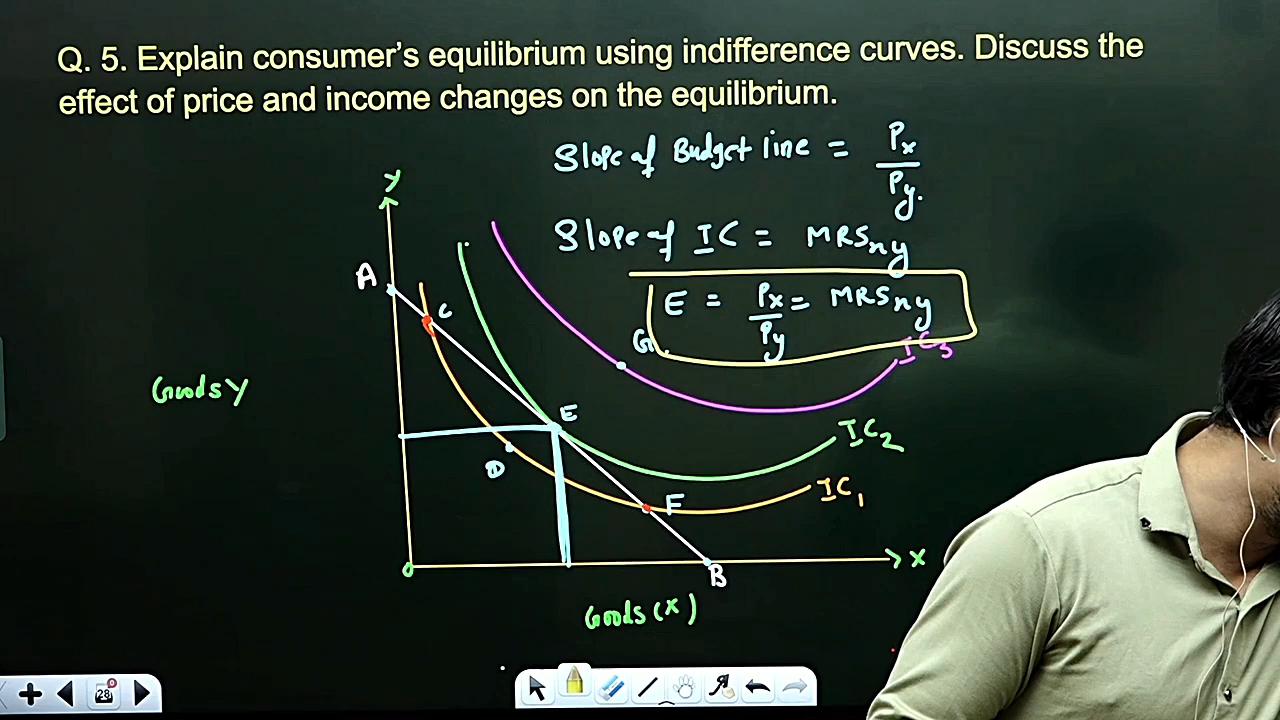 Q. 5. Explain consumer's equilibrium using indifference curves. Discuss the
effect of price and income changes on the equilibrium.
Slope of Budget line = Px/Py.
Slope of IC = MRSxy
E = Px/Py = MRSxy
Y
A
C
G.
IC3
E
IC2
D
IC1
F
O
B
X
Goods Y
Goods (X)
28